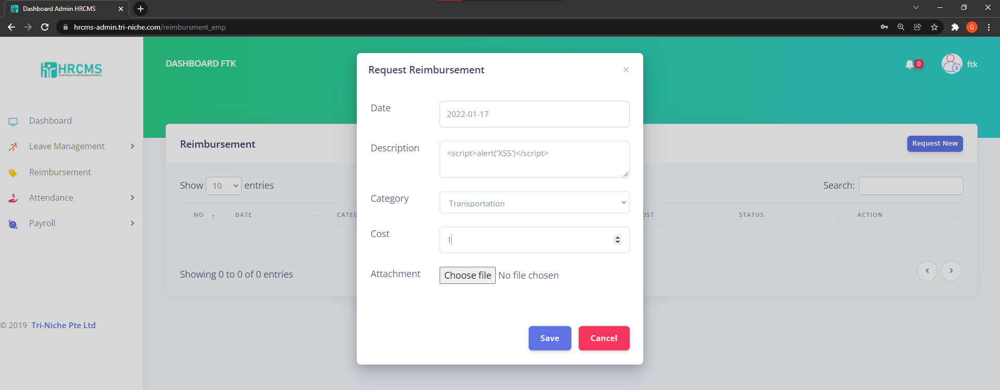 Dashboard Admin HRCMS
hrcms-admin.tri-niche.com/reimbursment_emp
G
HRCMS
DASHBOARD FTK
0
ftk
Dashboard
Leave Management
Reimbursement
Attendance
Payroll
© 2019 Tri-Niche Pte Ltd
Reimbursement
Request New
Show 10 entries
Search:
NO DATE CATEG OST STATUS ACTION
Showing 0 to 0 of 0 entries
Request Reimbursement
×
Date
2022-01-17
Description
<script>alert('XSS')</script>
Category
Transportation
Cost
1
Attachment
Choose file No file chosen
Save
Cancel